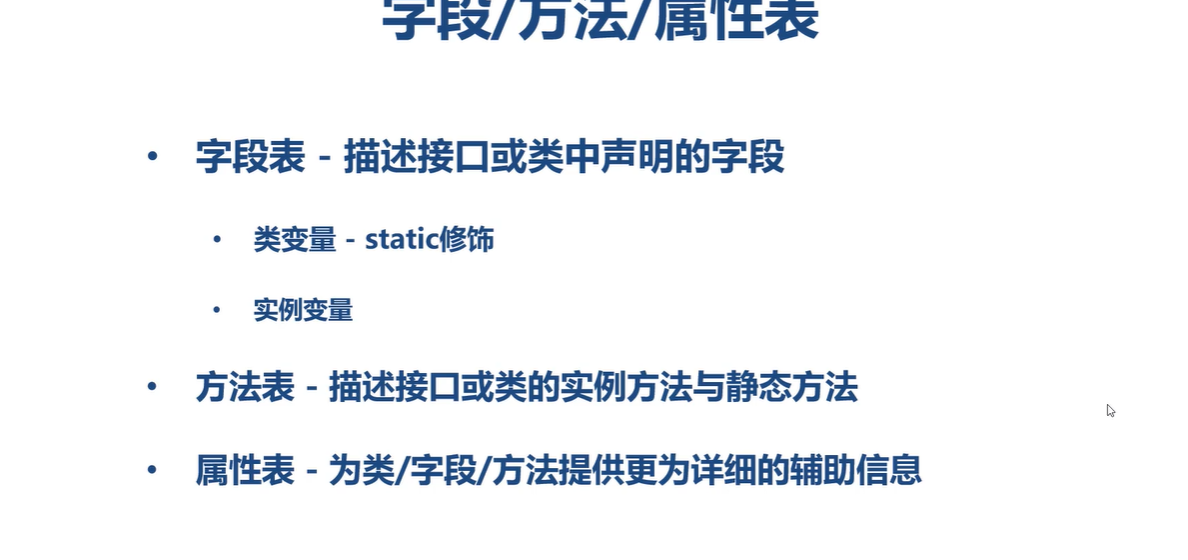 字段/方法/属性表
• 字段表 - 描述接口或类中声明的字段
• 类变量 - static修饰
• 实例变量
• 方法表 - 描述接口或类的实例方法与静态方法
• 属性表 - 为类/字段/方法提供更为详细的辅助信息